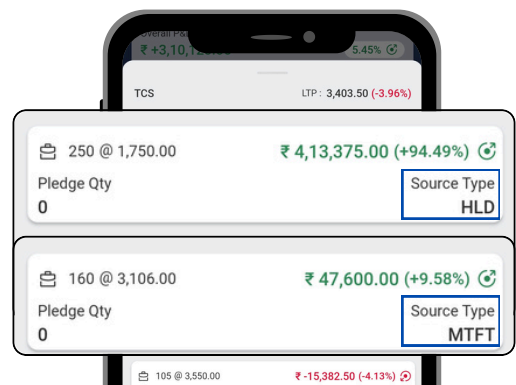 Overall P&L
₹ +3,10,1
5.45%
TCS
LTP : 3,403.50 (-3.96%)
250 @ 1,750.00
₹ 4,13,375.00 (+94.49%)
Pledge Qty
Source Type
0
HLD
160 @ 3,106.00
₹ 47,600.00 (+9.58%)
Pledge Qty
Source Type
0
MTFT
105 @ 3,550.00
₹ -15,382.50 (-4.13%)